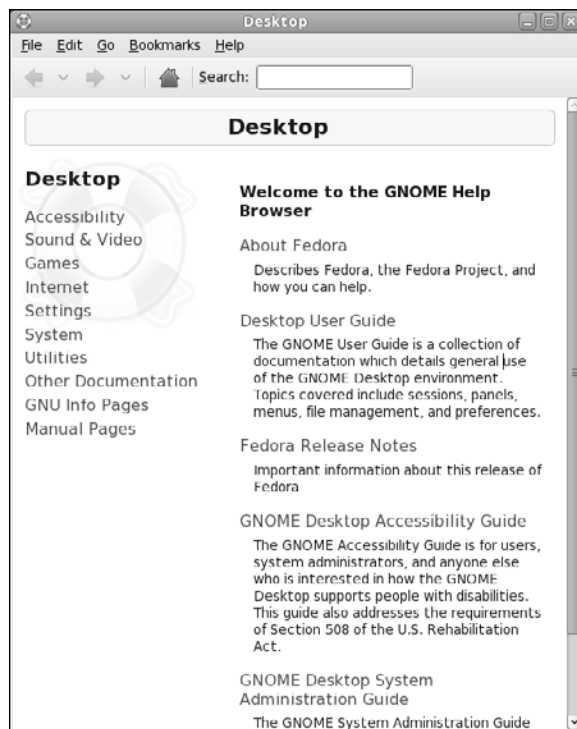 Desktop
File Edit Go Bookmarks Help
Search:
Desktop
Desktop
Accessibility
Sound & Video
Games
Internet
Settings
System
Utilities
Other Documentation
GNU Info Pages
Manual Pages
Welcome to the GNOME Help
Browser
About Fedora
Describes Fedora, the Fedora Project, and
how you can help.
Desktop User Guide
The GNOME User Guide is a collection of
documentation which details general use
of the GNOME Desktop environment.
Topics covered include sessions, panels,
menus, file management, and preferences.
Fedora Release Notes
Important information about this release of
Fedora
GNOME Desktop Accessibility Guide
The GNOME Accessibility Guide is for users,
system administrators, and anyone else
who is interested in how the GNOME
Desktop supports people with disabilities.
This guide also addresses the requirements
of Section 508 of the U.S. Rehabilitation
Act.
GNOME Desktop System
Administration Guide
The GNOME System Administration Guide